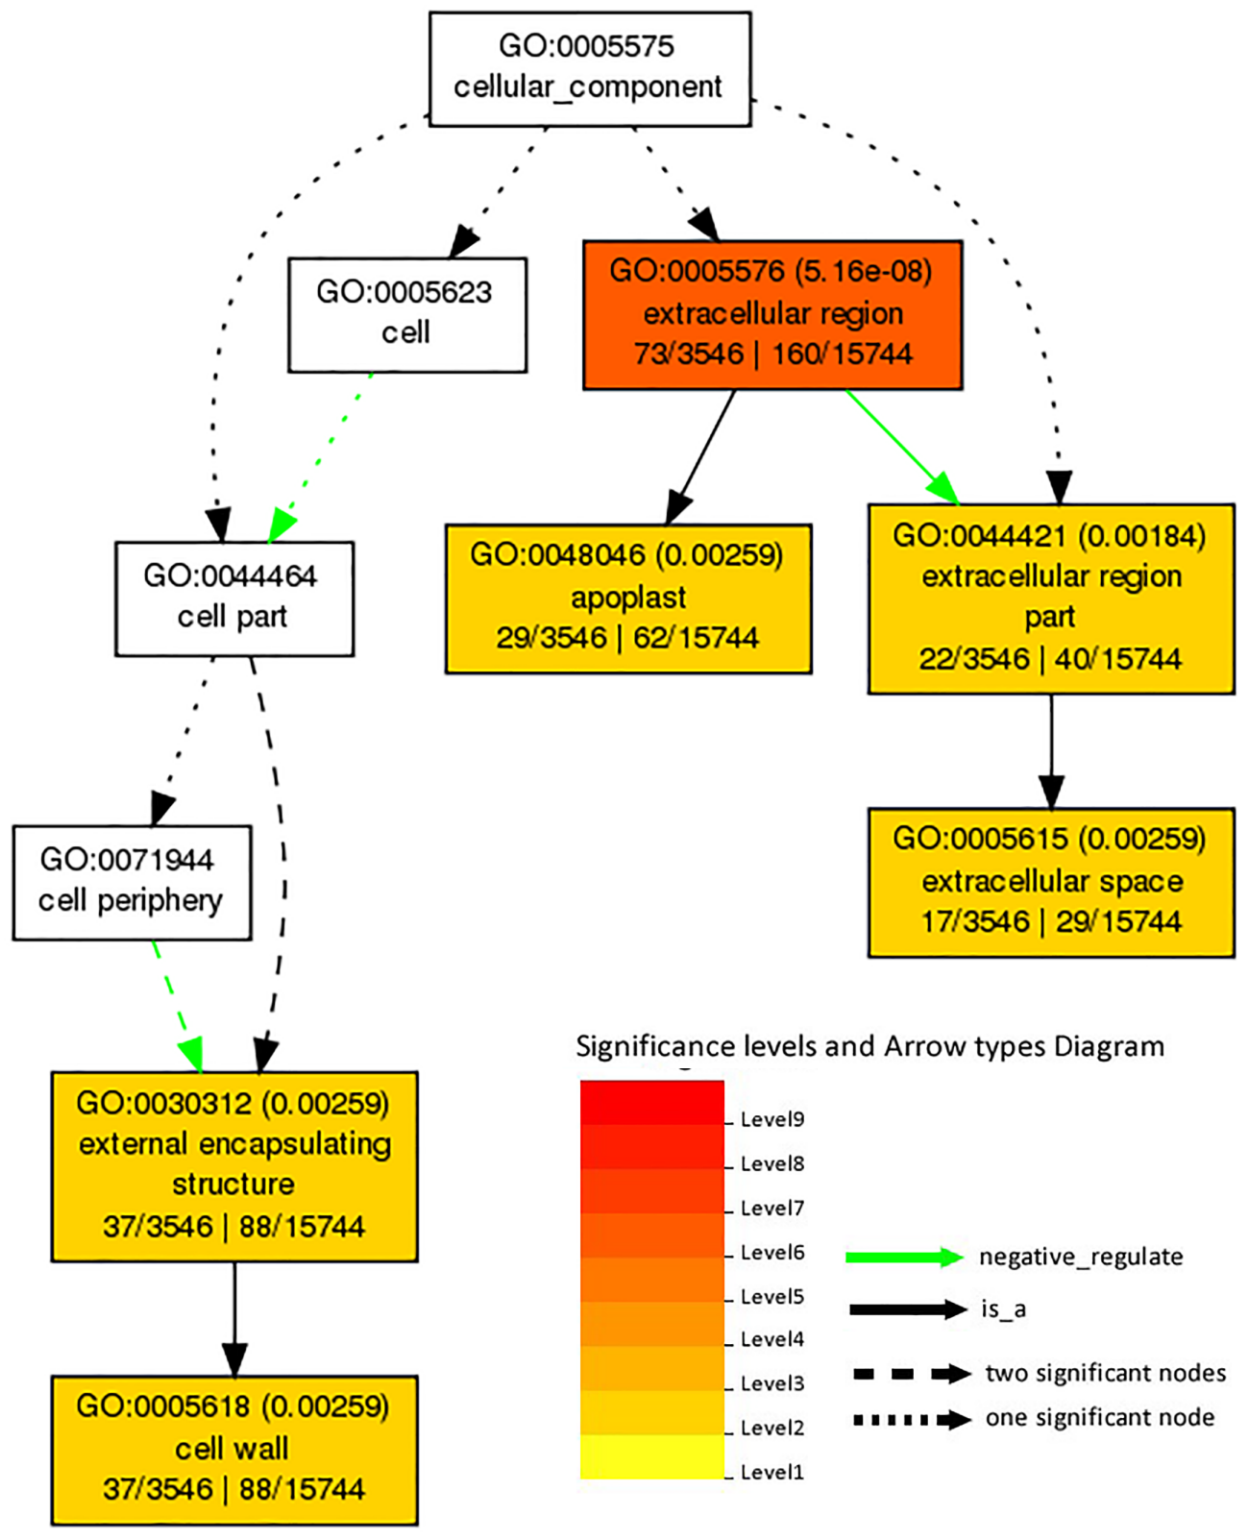 GO:0005575
cellular_component
GO:0005623
cell
GO:0005576 (5.16e-08)
extracellular region
73/3546 | 160/15744
GO:0044464
cell part
GO:0048046 (0.00259)
apoplast
29/3546 | 62/15744
GO:0044421 (0.00184)
extracellular region
part
22/3546 | 40/15744
GO:0071944
cell periphery
GO:0005615 (0.00259)
extracellular space
17/3546 | 29/15744
GO:0030312 (0.00259)
external encapsulating
structure
37/3546 | 88/15744
GO:0005618 (0.00259)
cell wall
37/3546 | 88/15744
Significance levels and Arrow types Diagram
Level9
Level8
Level7
Level6
Level5
Level4
Level3
Level2
Level1
negative_regulate
is_a
two significant nodes
one significant node